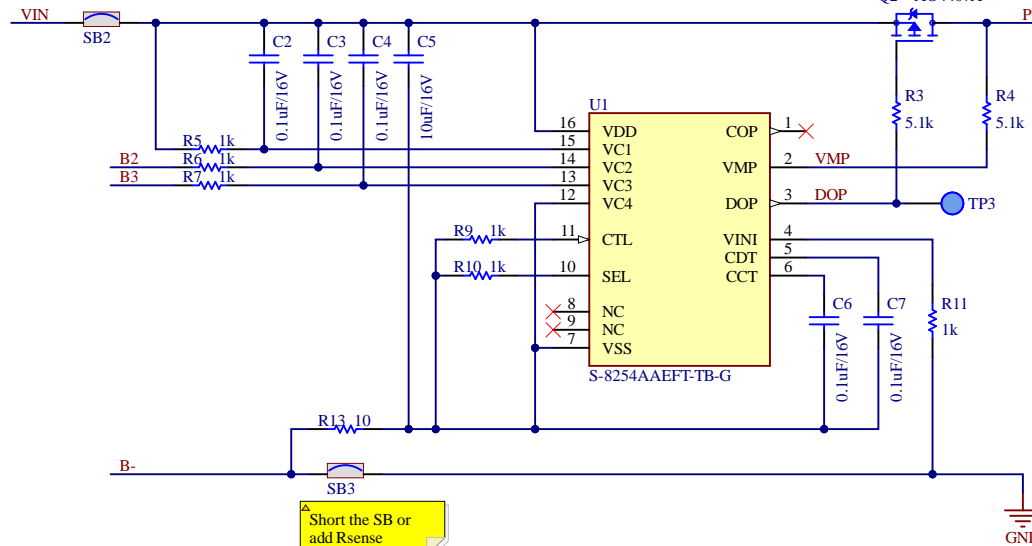 VIN
SB2
C2
C3
C4
C5
0.1uF/16V
0.1uF/16V
0.1uF/16V
10uF/16V
R3
5.1k
R4
5.1k
U1
R5 1k
B2
R6 1k
B3
R7 1k
16 VDD
15 VC1
14 VC2
13 VC3
12 VC4
11 CTL
10 SEL
8 NC
9 NC
7 VSS
COP 1
VMP 2 VMP
DOP 3 DOP
TP3
VINI 4
CDT 5
CCT 6
R9 1k
R10 1k
C6
C7
0.1uF/16V
0.1uF/16V
R11
1k
S-8254AAEFT-TB-G
R13 10
B-
SB3
Short the SB or
add Rsense